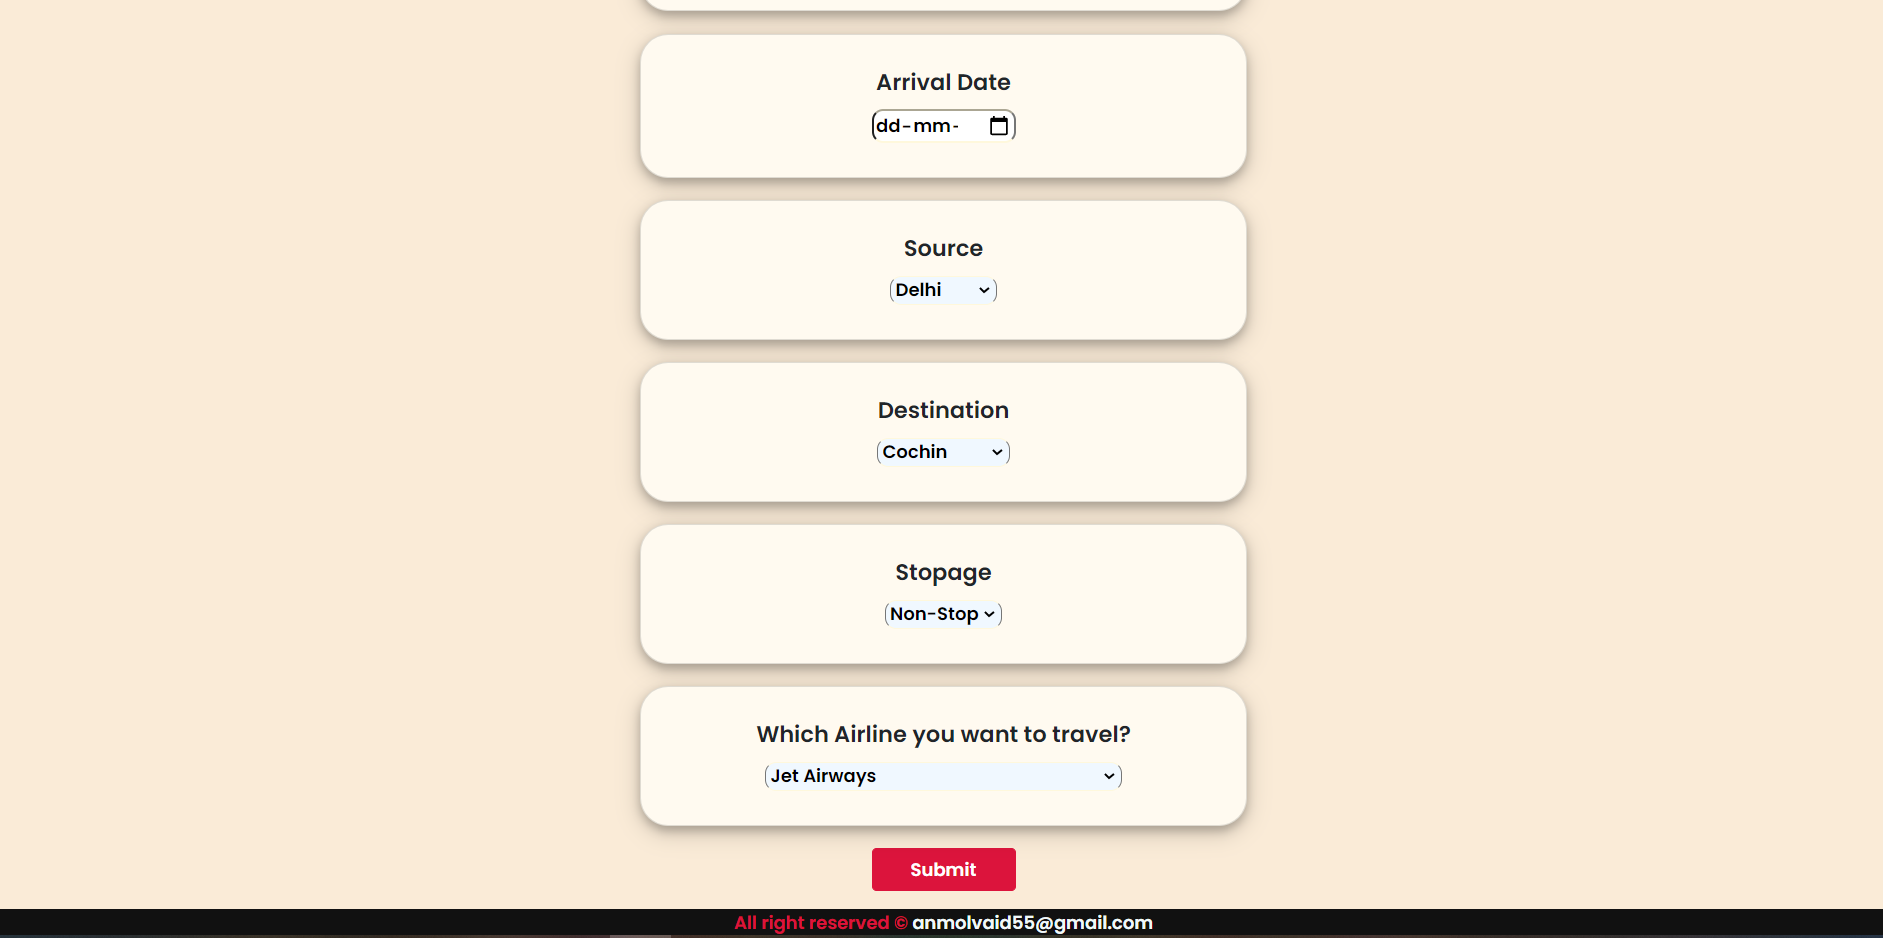 Arrival Date
dd-mm-
Source
Delhi
Destination
Cochin
Stopage
Non-Stop
Which Airline you want to travel?
Jet Airways
Submit
All right reserved © anmolvaid55@gmail.com